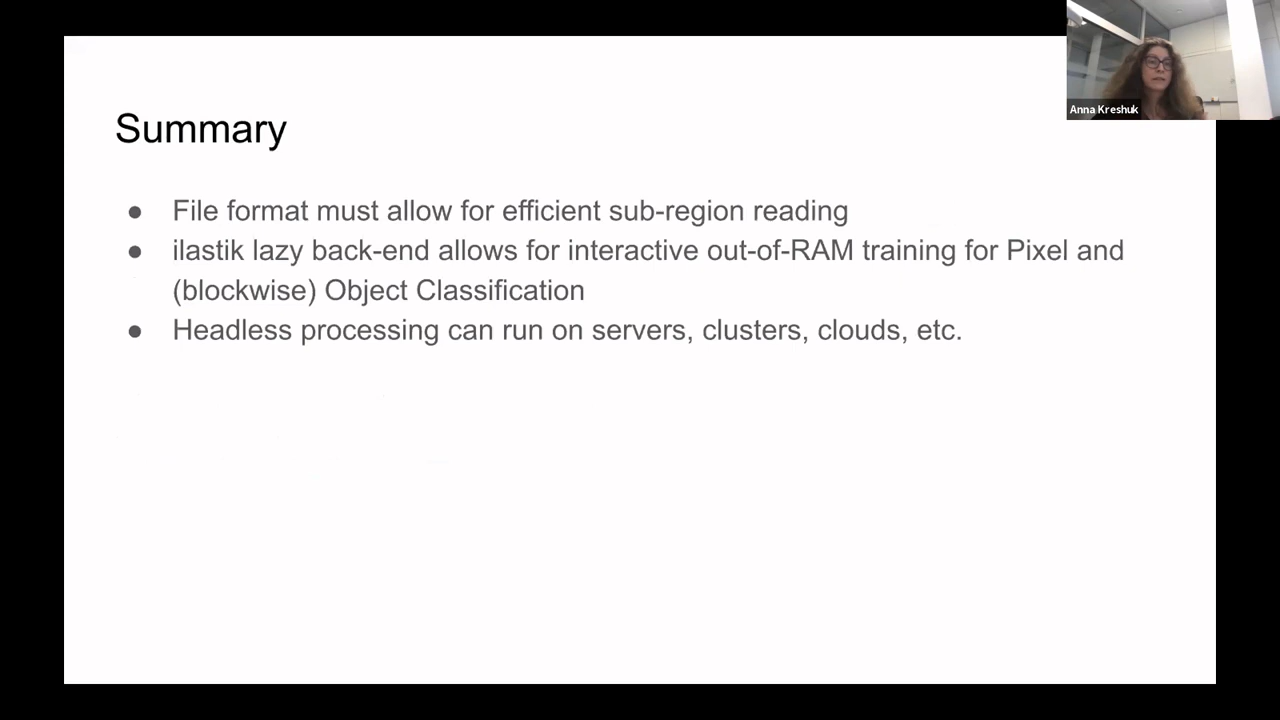 Anna Kreshuk
Summary
● File format must allow for efficient sub-region reading
● ilastik lazy back-end allows for interactive out-of-RAM training for Pixel and
(blockwise) Object Classification
● Headless processing can run on servers, clusters, clouds, etc.